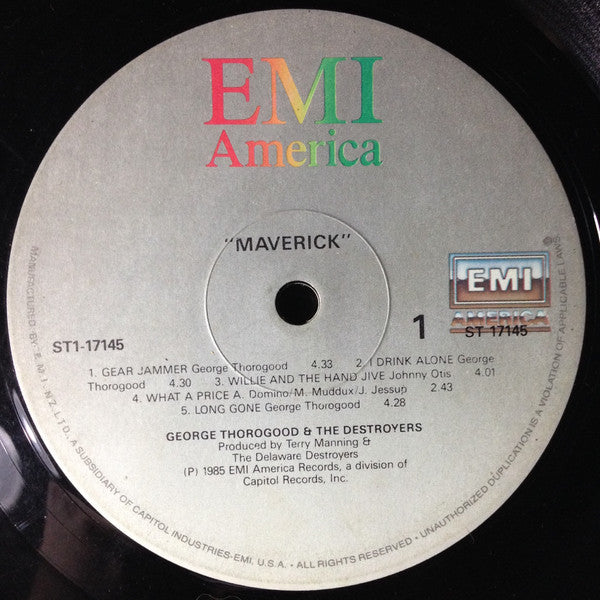 EMI
America
"MAVERICK"
EMI
AMERICA
ST1-17145
1
ST 17145
1. GEAR JAMMER George Thorogood 4.33 2. I DRINK ALONE George
Thorogood 4.30 3. WILLIE AND THE HAND JIVE Johnny Otis 4.01
4. WHAT A PRICE A. Domino/M. Muddux/J. Jessup 2.43
5. LONG GONE George Thorogood 4.28
GEORGE THOROGOOD & THE DESTROYERS
Produced by Terry Manning &
The Delaware Destroyers
(P) 1985 EMI America Records, a division of
Capitol Records, Inc.
MANUFACTURED BY E.M.I. N.Z. LTD. A SUBSIDIARY OF CAPITOL INDUSTRIES-EMI. U.S.A. • ALL RIGHTS RESERVED • UNAUTHORIZED DUPLICATION IS A VIOLATION OF APPLICABLE LAWS